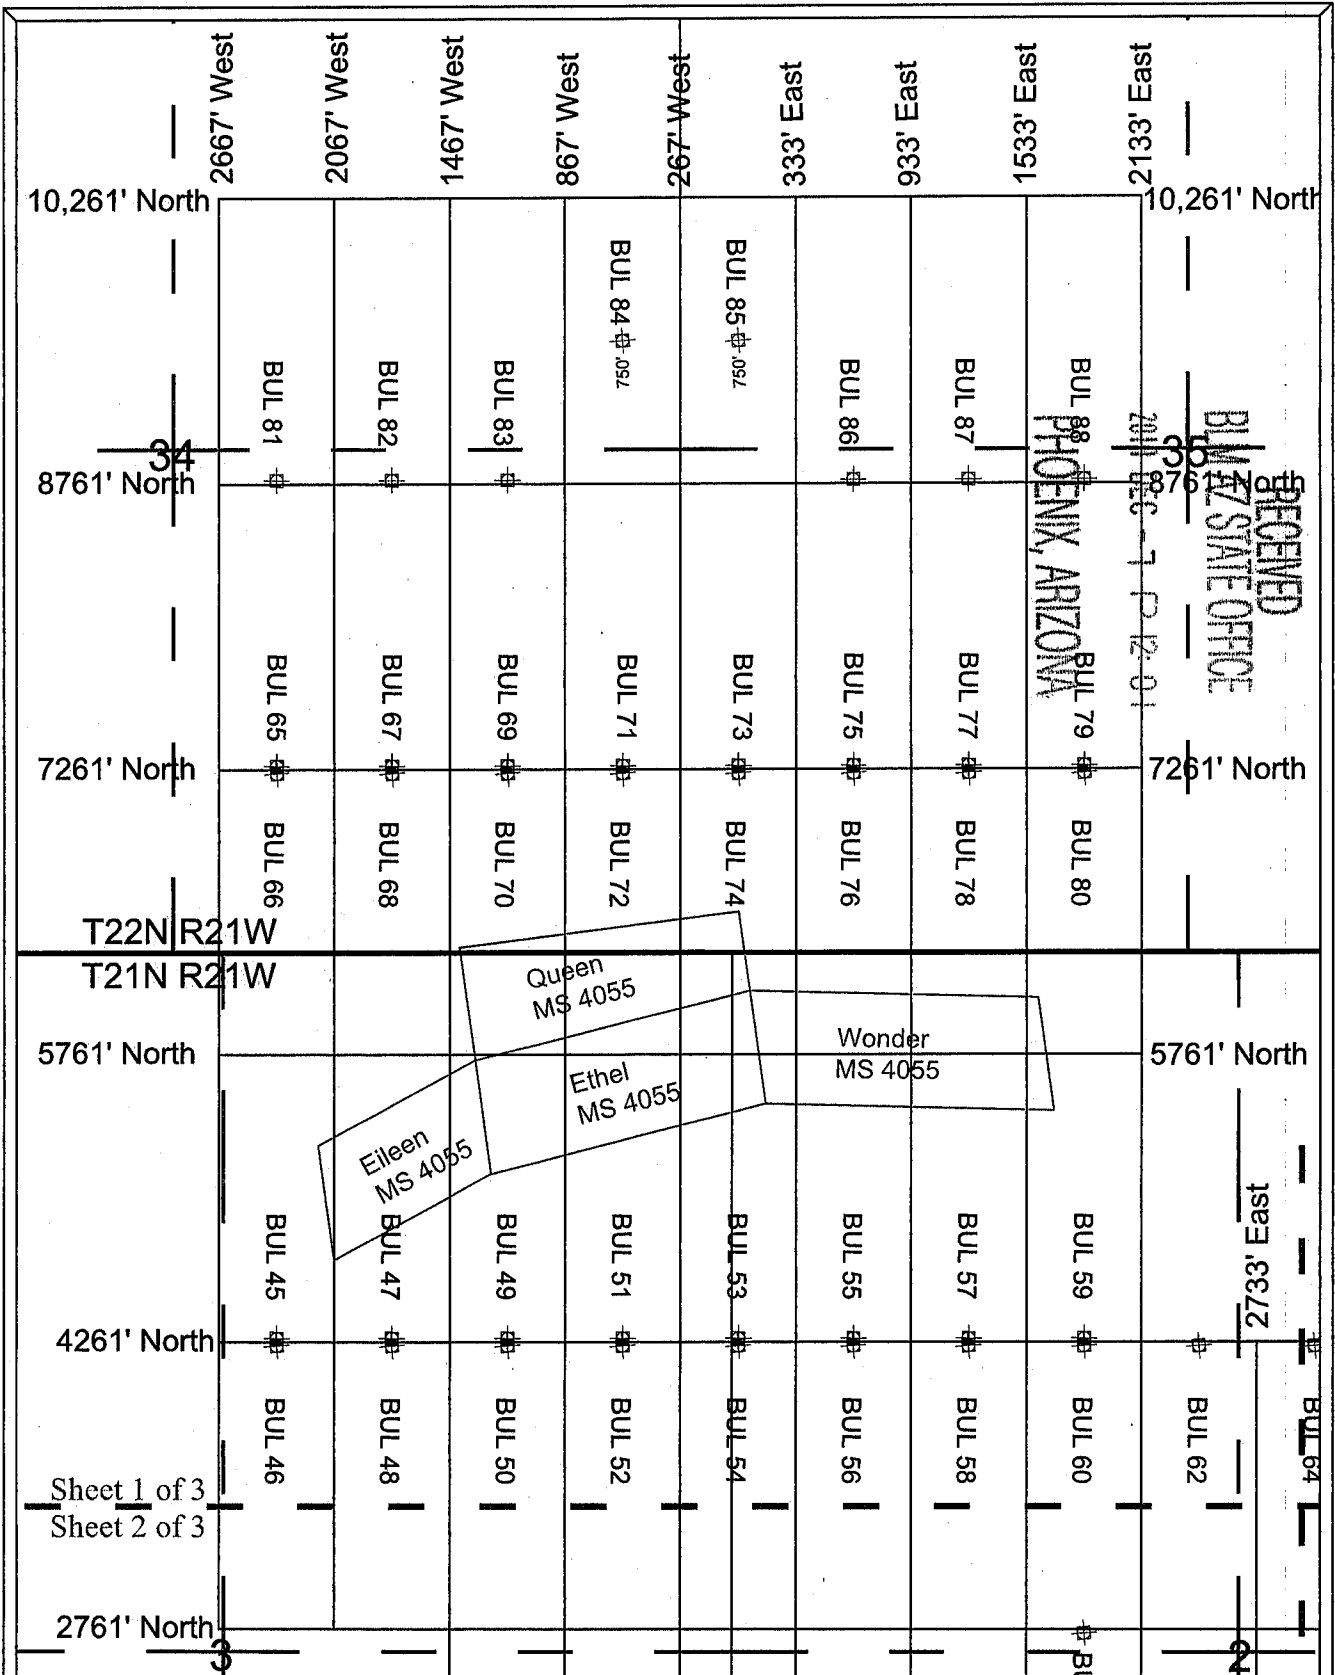 2667' West
2067' West
1467' West
867' West
267' West
333' East
933' East
1533' East
2133' East
10,261' North
10,261' North
BUL 81
BUL 82
BUL 83
BUL 84
750'
BUL 85
750'
BUL 86
BUL 87
BUL 88
34
35
8761' North
8761' North
RECEIVED
BLM AZ STATE OFFICE
PHOENIX, ARIZONA
BUL 65
BUL 67
BUL 69
BUL 71
BUL 73
BUL 75
BUL 77
BUL 79
7261' North
7261' North
BUL 66
BUL 68
BUL 70
BUL 72
BUL 74
BUL 76
BUL 78
BUL 80
T22N R21W
T21N R21W
Queen
MS 4055
5761' North
Wonder
MS 4055
5761' North
Ethel
MS 4055
Eileen
MS 4055
2733' East
BUL 45
BUL 47
BUL 49
BUL 51
BUL 53
BUL 55
BUL 57
BUL 59
4261' North
BUL 46
BUL 48
BUL 50
BUL 52
BUL 54
BUL 56
BUL 58
BUL 60
BUL 62
BUL 64
Sheet 1 of 3
Sheet 2 of 3
2761' North
3
2